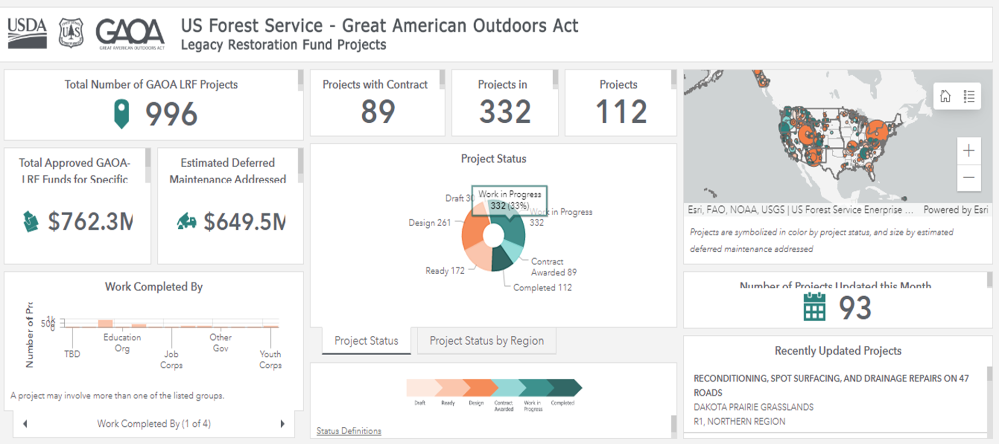 USDA
FOREST SERVICE
US
GAOA
GREAT AMERICAN OUTDOORS ACT
US Forest Service - Great American Outdoors Act
Legacy Restoration Fund Projects
Total Number of GAOA LRF Projects
996
Projects with Contract
89
Projects in
332
Projects
112
Total Approved GAOA-
LRF Funds for Specific
$762.3M
Estimated Deferred
Maintenance Addressed
$649.5M
Project Status
Work in Progress
332 (33%)
Draft 30
Work in Progress
332
Design 261
Ready 172
Contract
Awarded 89
Completed 112
Project Status
Project Status by Region
Draft
Ready
Design
Contract
Awarded
Work in
Progress
Completed
Status Definitions
Work Completed By
Number of Pr
1k
500
0
Education
Org
Other
Gov
TBD
Job
Corps
Youth
Corps
A project may involve more than one of the listed groups.
Work Completed By (1 of 4)
Esri, FAO, NOAA, USGS | US Forest Service Enerprise ...
Powered by Esri
Projects are symbolized in color by project status, and size by estimated
deferred maintenance addressed
Number of Projects Updated this Month
93
Recently Updated Projects
RECONDITIONING, SPOT SURFACING, AND DRAINAGE REPAIRS ON 47
ROADS
DAKOTA PRAIRIE GRASSLANDS
R1, NORTHERN REGION